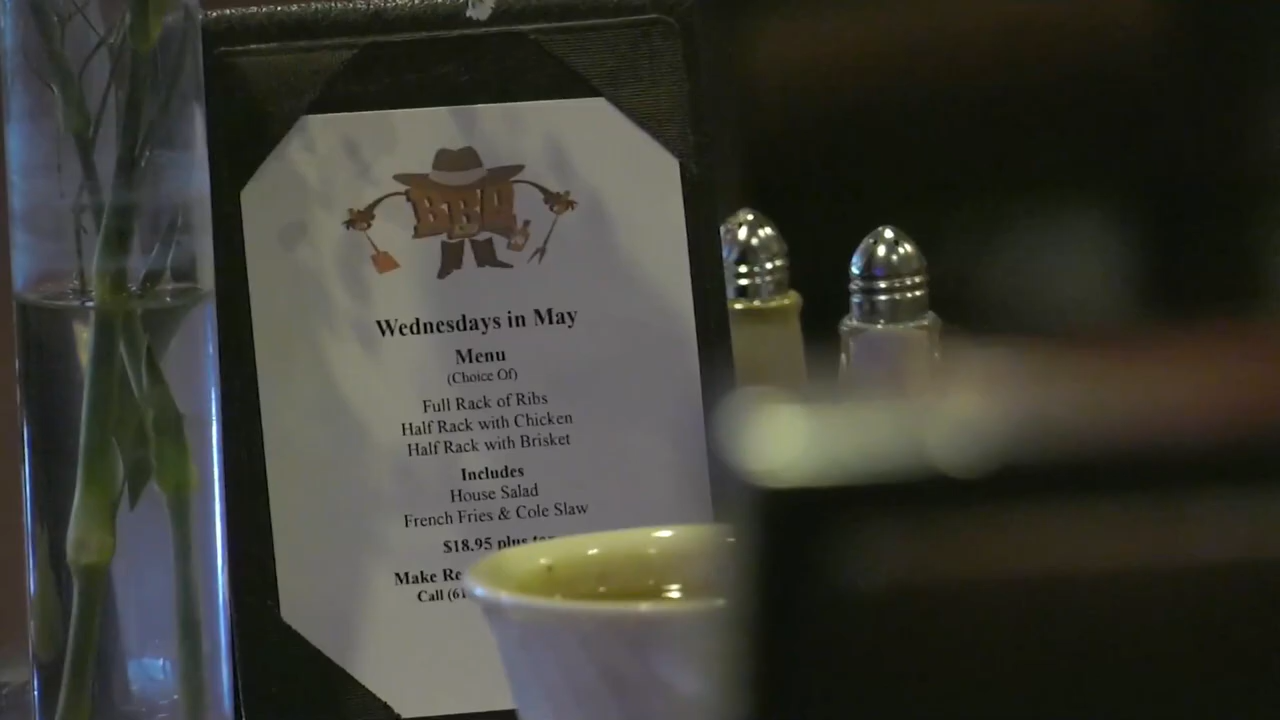 BBQ
Wednesdays in May
Menu
(Choice Of)
Full Rack of Ribs
Half Rack with Chicken
Half Rack with Brisket
Includes
House Salad
French Fries & Cole Slaw
$18.95 plus
Make
Call